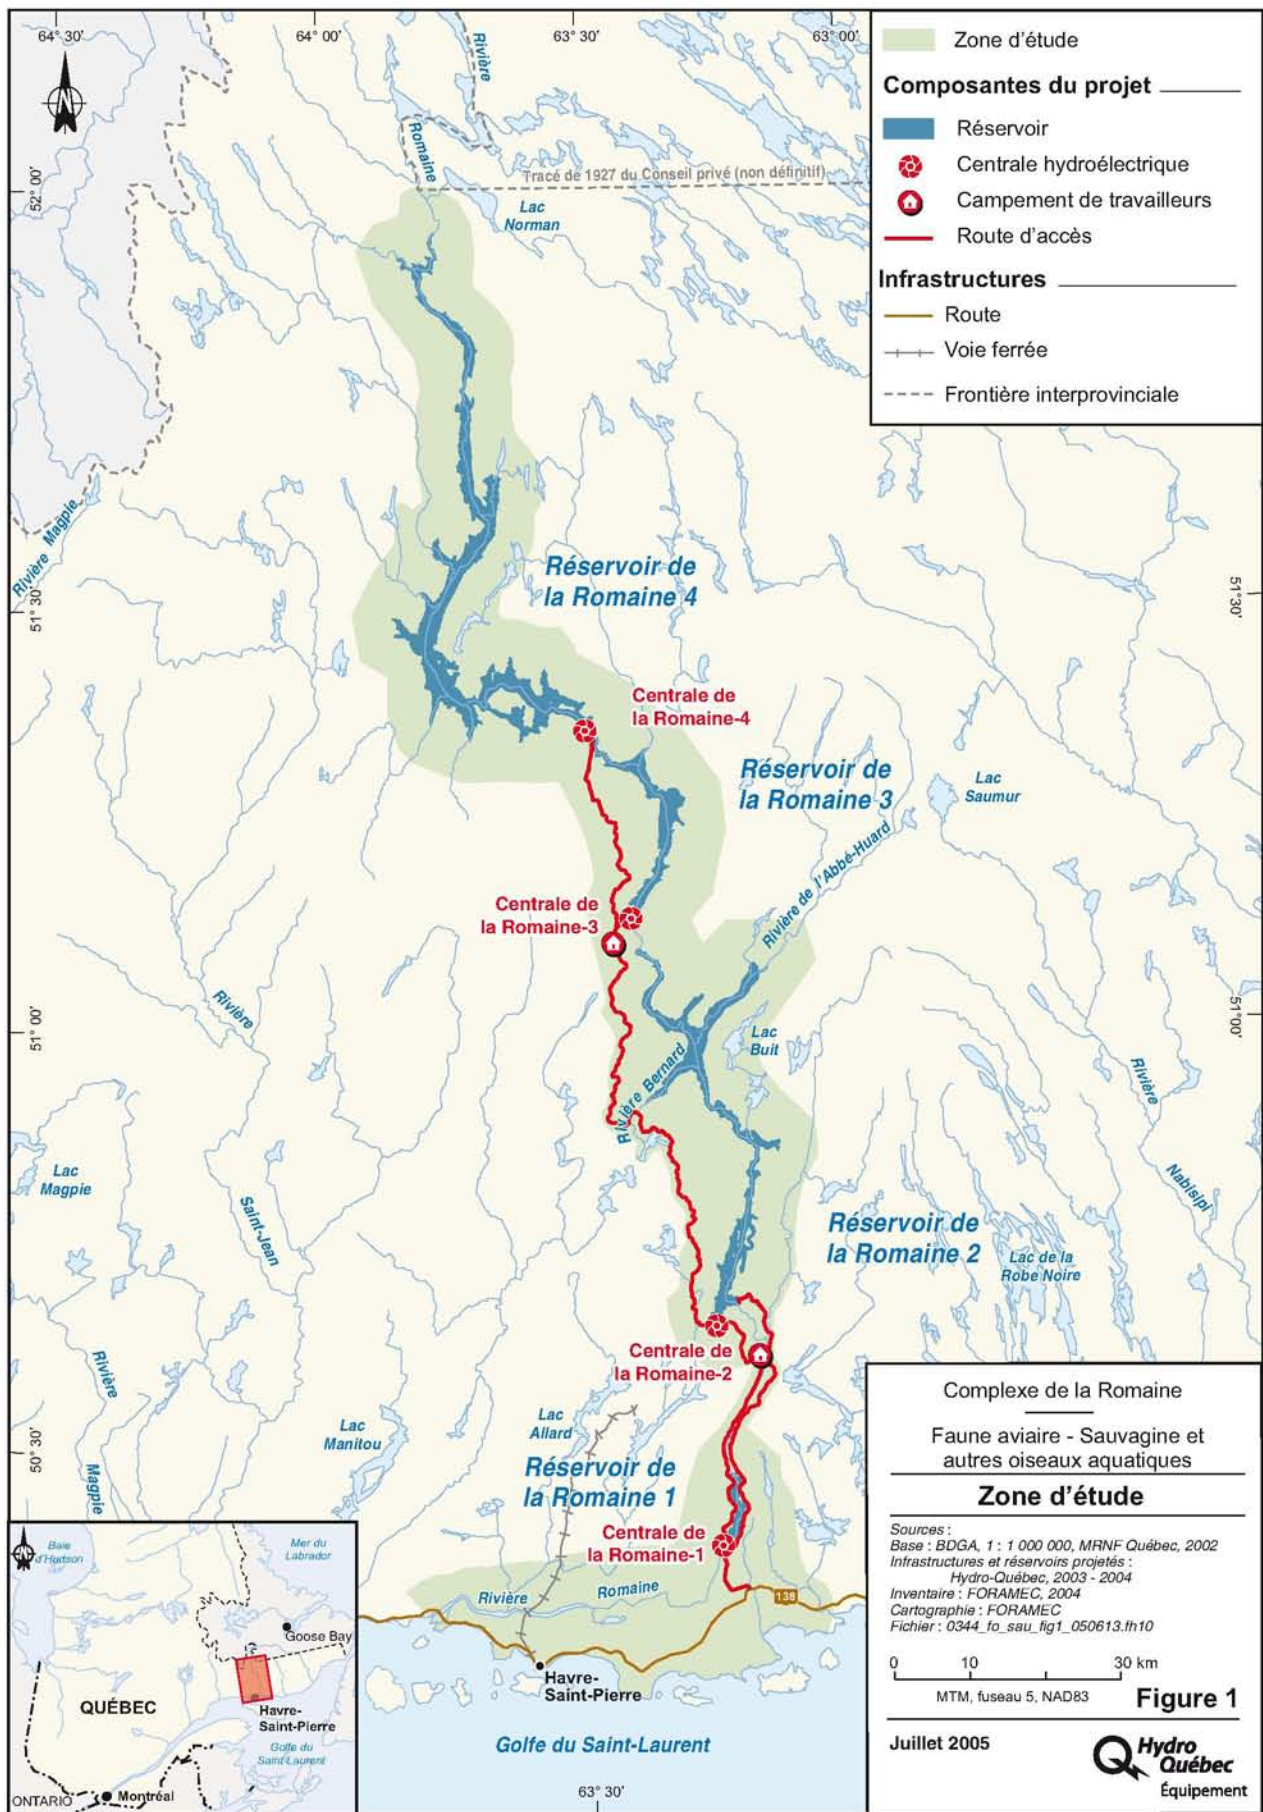 64° 30'
64° 00'
63° 30'
63° 00'
Zone d'étude
Composantes du projet
Réservoir
Centrale hydroélectrique
Campement de travailleurs
Route d'accès
Infrastructures
Route
Voie ferrée
Frontière interprovinciale
N
Rivière
Romaine
Tracé de 1927 du Conseil privé (non définitif)
52° 00'
Lac
Norman
Rivière Magpie
51° 30'
51°30'
Réservoir de
la Romaine 4
Centrale de
la Romaine-4
Réservoir de
la Romaine 3
Lac
Saumur
Rivière de l'Abbé-Huard
Centrale de
la Romaine-3
Rivière
51° 00'
51°00'
Lac
Buit
Rivière Bernard
Rivière
Nabisipi
Lac
Magpie
Saint-Jean
Réservoir de
la Romaine 2
Lac de la
Robe Noire
Centrale de
la Romaine-2
Rivière
Magpie
Lac
Manitou
Lac
Allard
50° 30'
Réservoir de
la Romaine 1
Centrale de
la Romaine-1
Rivière
Romaine
138
Havre-
Saint-Pierre
Golfe du Saint-Laurent
63° 30'
N
Baie
d'Hudson
Mer du
Labrador
Goose Bay
QUÉBEC
Havre-
Saint-Pierre
Golfe du
Saint-Laurent
ONTARIO
Montréal
Complexe de la Romaine
Faune aviaire - Sauvagine et
autres oiseaux aquatiques
Zone d'étude
Sources :
Base : BDGA, 1 : 1 000 000, MRNF Québec, 2002
Infrastructures et réservoirs projetés :
Hydro-Québec, 2003 - 2004
Inventaire : FORAMEC, 2004
Cartographie : FORAMEC
Fichier : 0344_fo_sau_fig1_050613.fh10
0 10 30 km
MTM, fuseau 5, NAD83
Figure 1
Juillet 2005
Hydro
Québec
Équipement